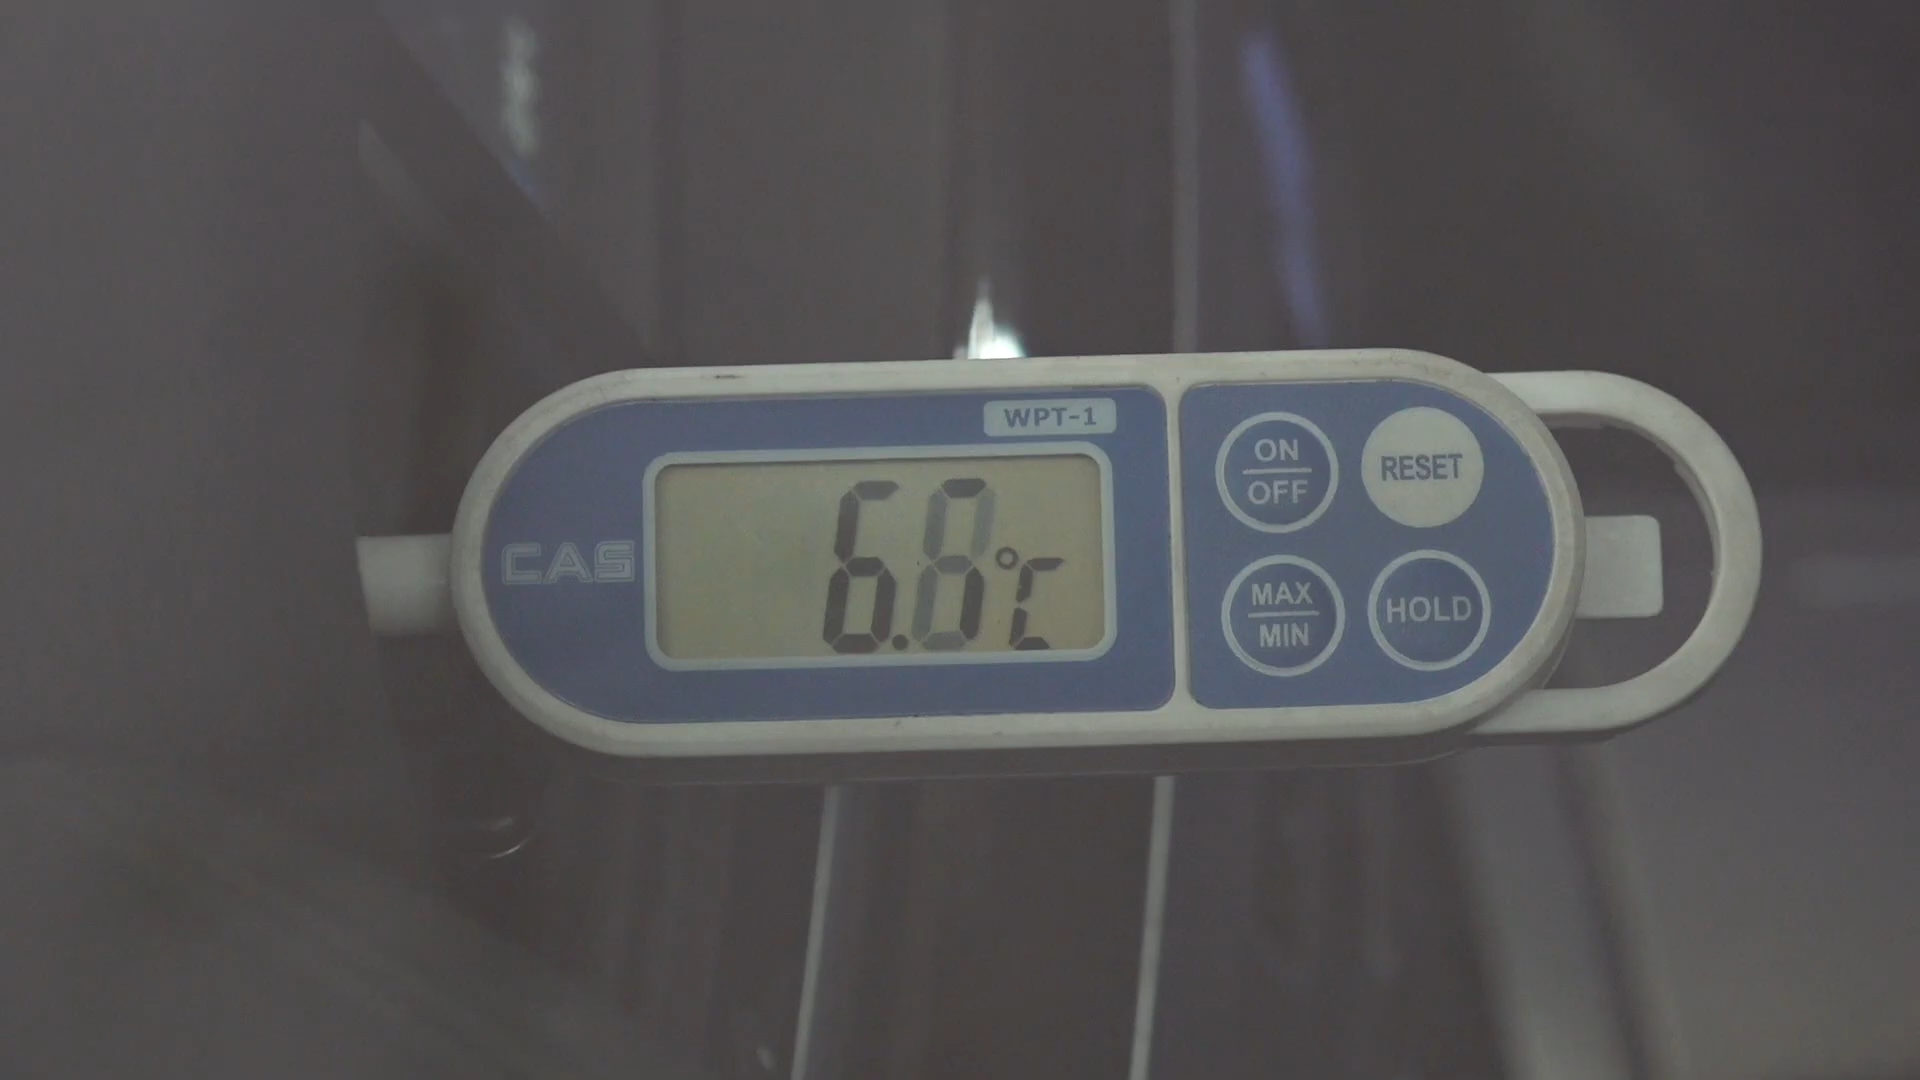 WPT-1
CAS
6.8°C
ON
OFF
RESET
MAX
MIN
HOLD